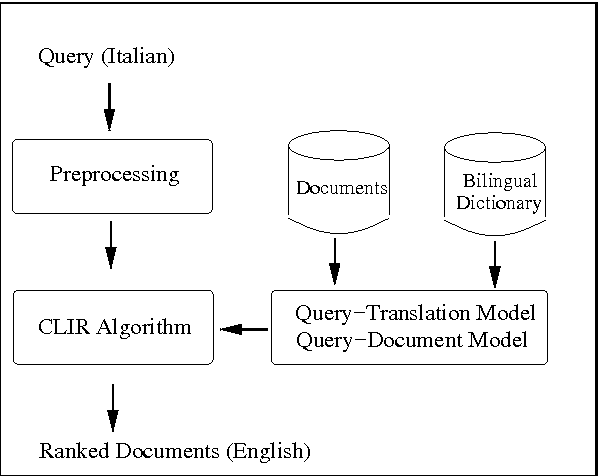 Query (Italian)
Preprocessing
Documents
Bilingual
Dictionary
CLIR Algorithm
Query−Translation Model
Query−Document Model
Ranked Documents (English)